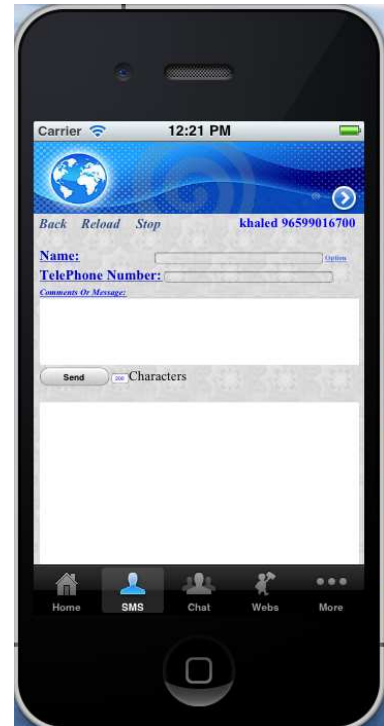 Carrier 12:21 PM
Back Reload Stop khaled 96599016700
Name: Option
TelePhone Number:
Comments Or Message:
Send Characters
Home SMS Chat Webs More